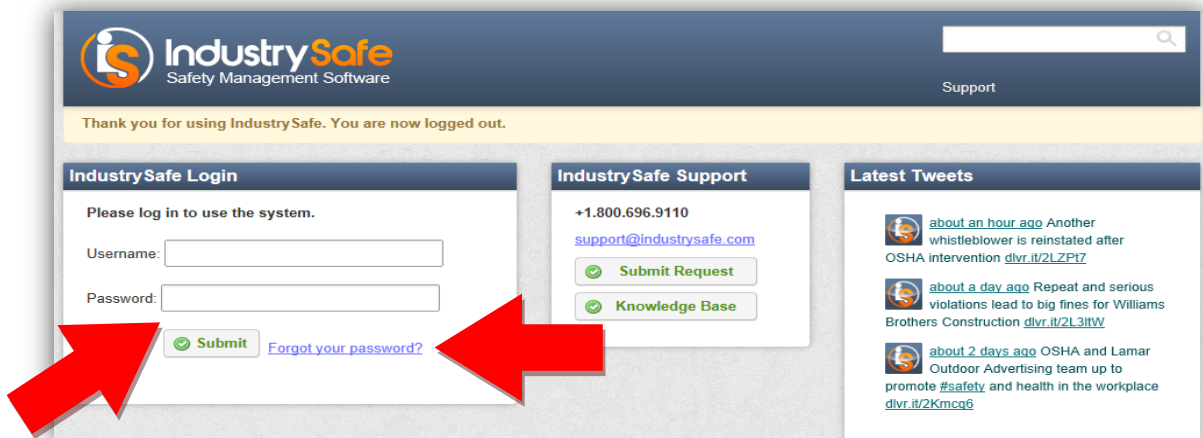 iS IndustrySafe
Safety Management Software
Support
Thank you for using IndustrySafe. You are now logged out.
IndustrySafe Login
Please log in to use the system.
Username:
Password:
Submit Forgot your password?
IndustrySafe Support
+1.800.696.9110
support@industrysafe.com
Submit Request
Knowledge Base
Latest Tweets
about an hour ago Another
whistleblower is reinstated after
OSHA intervention dlvr.it/2LZPt7
about a day ago Repeat and serious
violations lead to big fines for Williams
Brothers Construction dlvr.it/2L3ltW
about 2 days ago OSHA and Lamar
Outdoor Advertising team up to
promote #safety and health in the workplace
dlvr.it/2Kmcq6